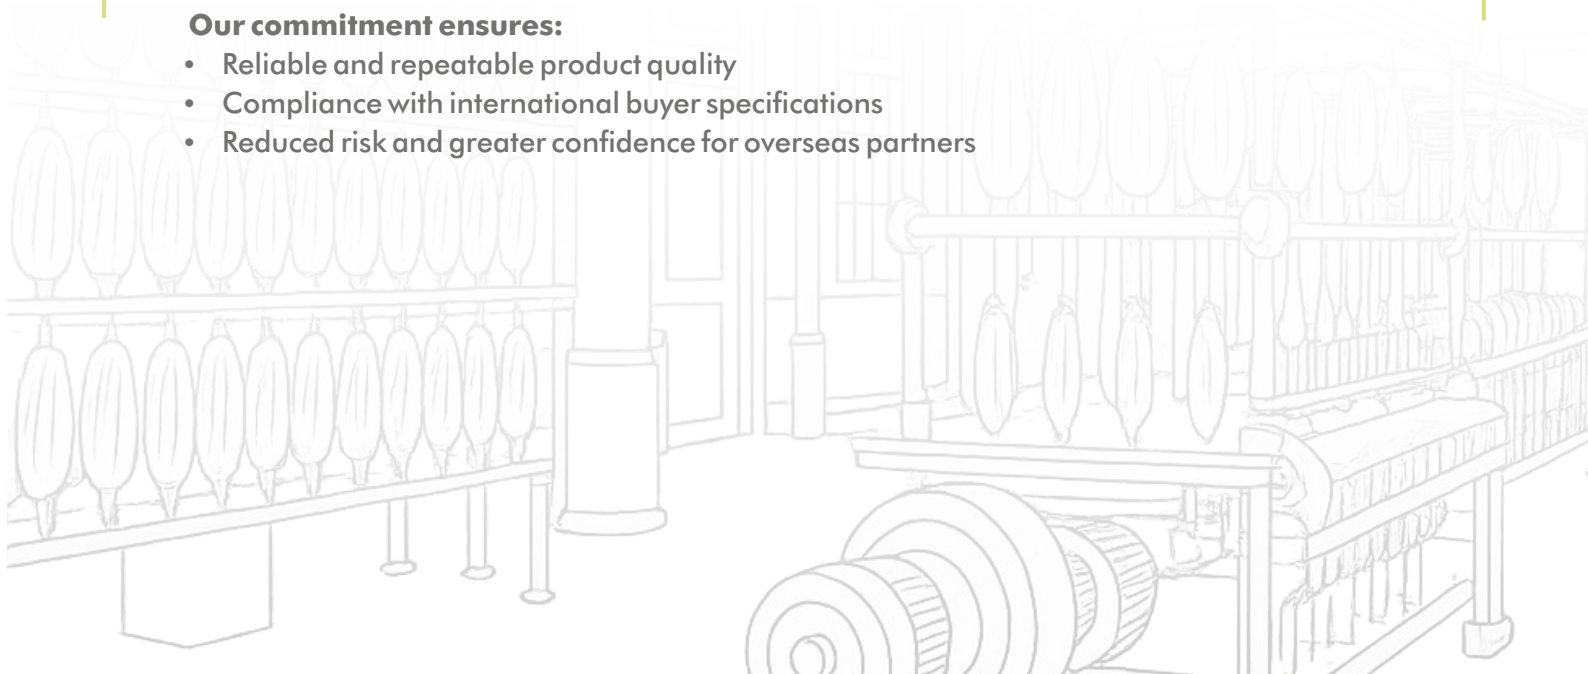 Our commitment ensures:
• Reliable and repeatable product quality
• Compliance with international buyer specifications
• Reduced risk and greater confidence for overseas partners